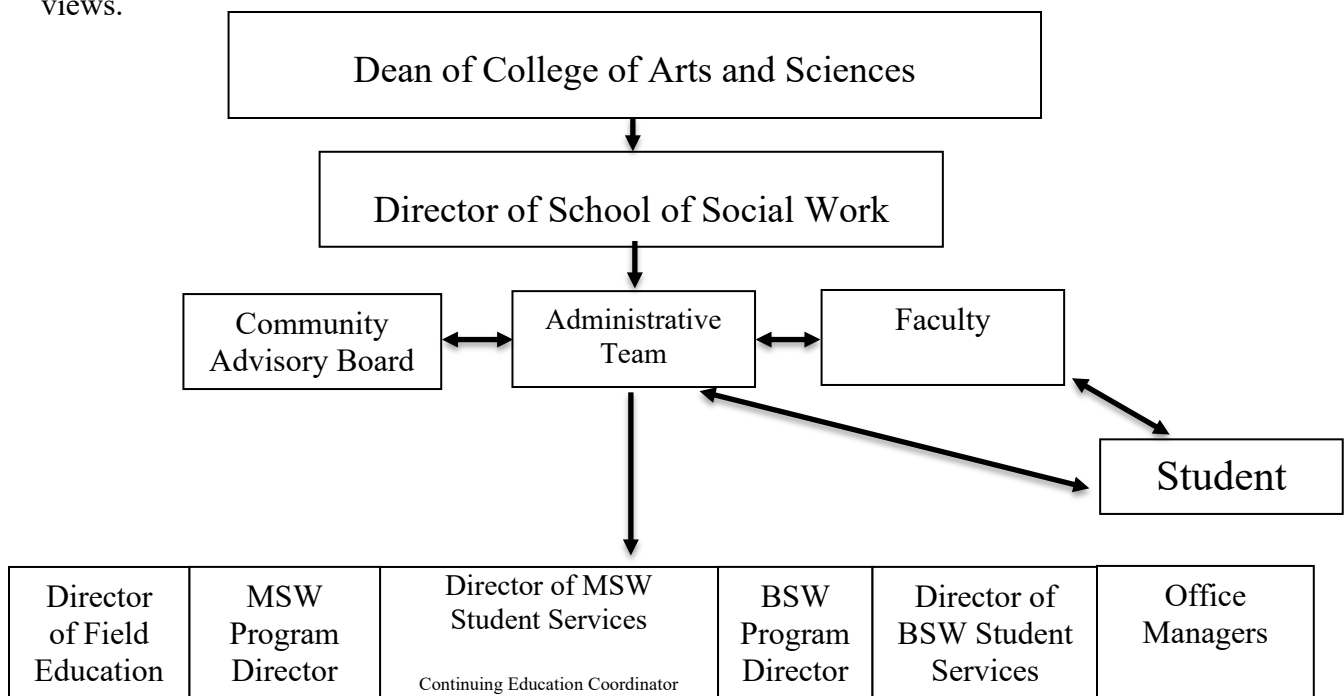 views.
Dean of College of Arts and Sciences
Director of School of Social Work
Community
Advisory Board
Administrative
Team
Faculty
Student
Director
of Field
Education
MSW
Program
Director
Director of MSW
Student Services
Continuing Education Coordinator
BSW
Program
Director
Director of
BSW Student
Services
Office
Managers